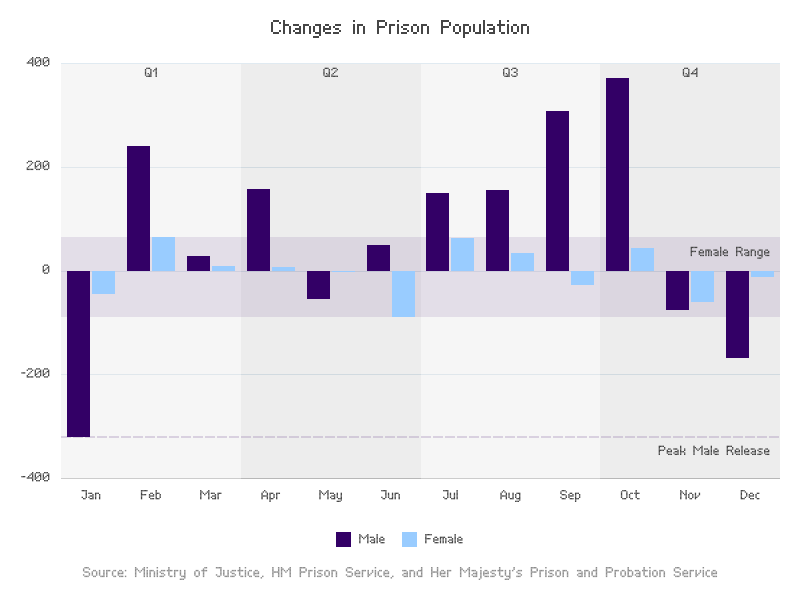 Changes in Prison Population
400
Q1 Q2 Q3 Q4
200
Female Range
0
-200
Peak Male Release
-400
Jan Feb Mar Apr May Jun Jul Aug Sep Oct Nov Dec
Male Female
Source: Ministry of Justice, HM Prison Service, and Her Majesty's Prison and Probation Service